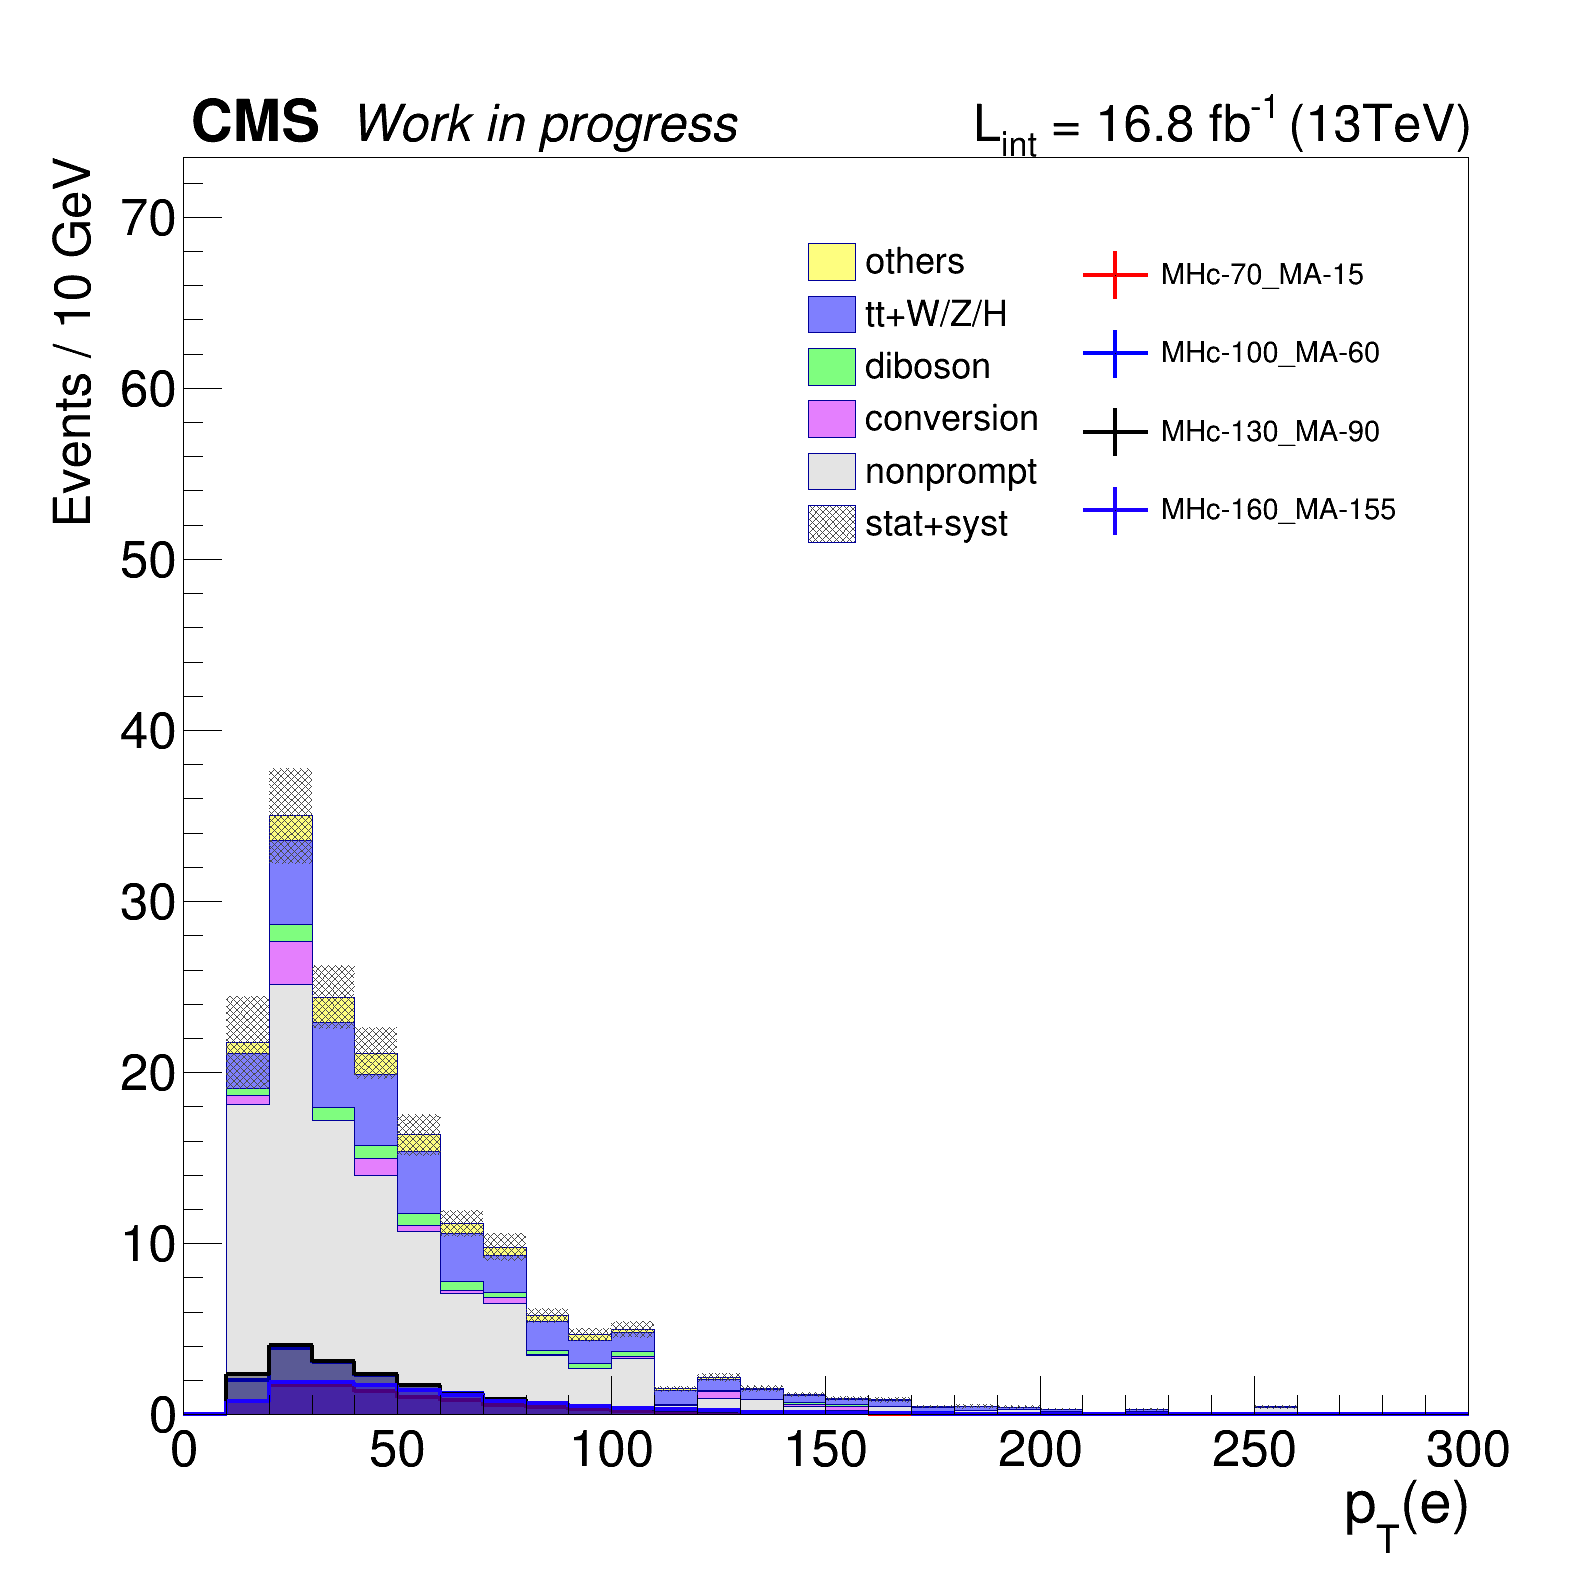 CMS Work in progress
L_int = 16.8 fb^-1 (13TeV)
Events / 10 GeV
70
60
50
40
30
20
10
0
others
tt+W/Z/H
diboson
conversion
nonprompt
stat+syst
MHc-70_MA-15
MHc-100_MA-60
MHc-130_MA-90
MHc-160_MA-155
0 50 100 150 200 250 300
p_T(e)